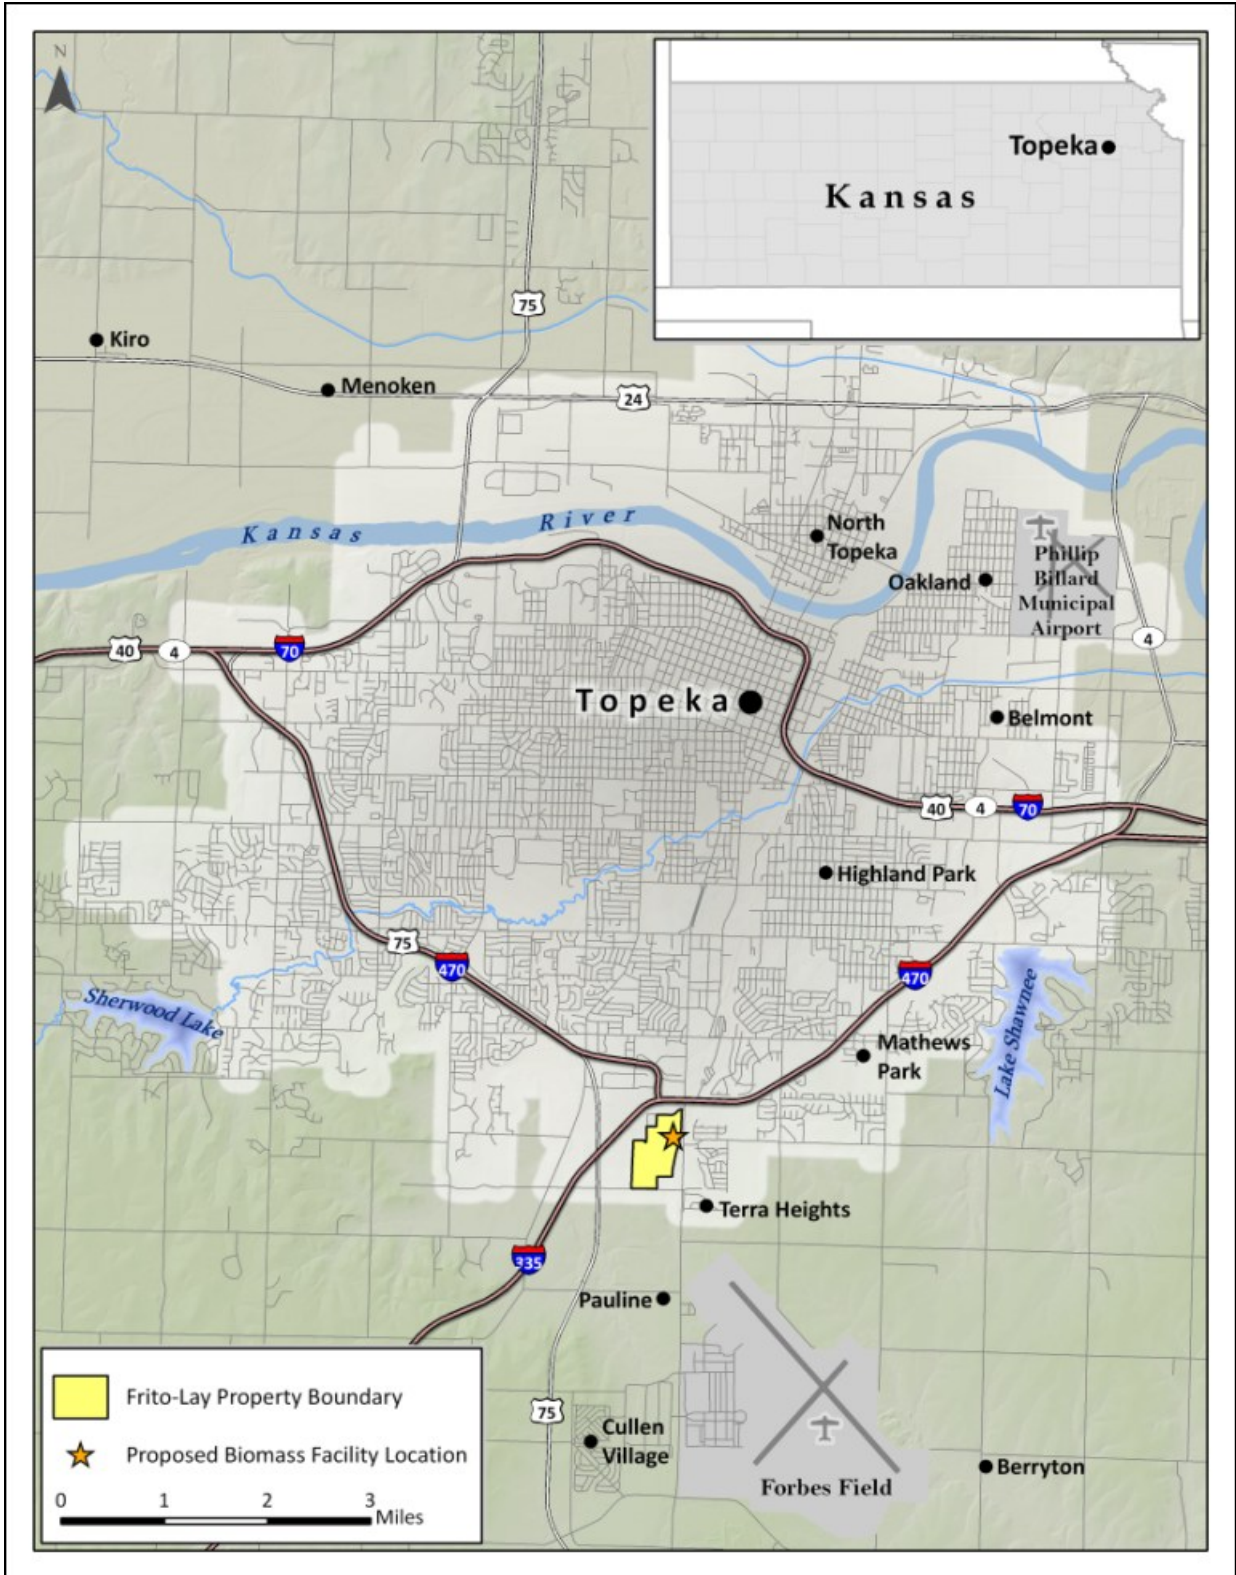 N
Topeka
Kansas
75
Kiro
Menoken
24
Kansas River
North
Topeka
Oakland
Phillip
Billard
Municipal
Airport
40
4
70
4
Topeka
Belmont
40
4
70
Highland Park
75
470
470
Sherwood Lake
Lake Shawnee
Mathews
Park
Terra Heights
335
Pauline
75
Cullen
Village
Forbes Field
Berryton
Frito-Lay Property Boundary
Proposed Biomass Facility Location
0 1 2 3
Miles